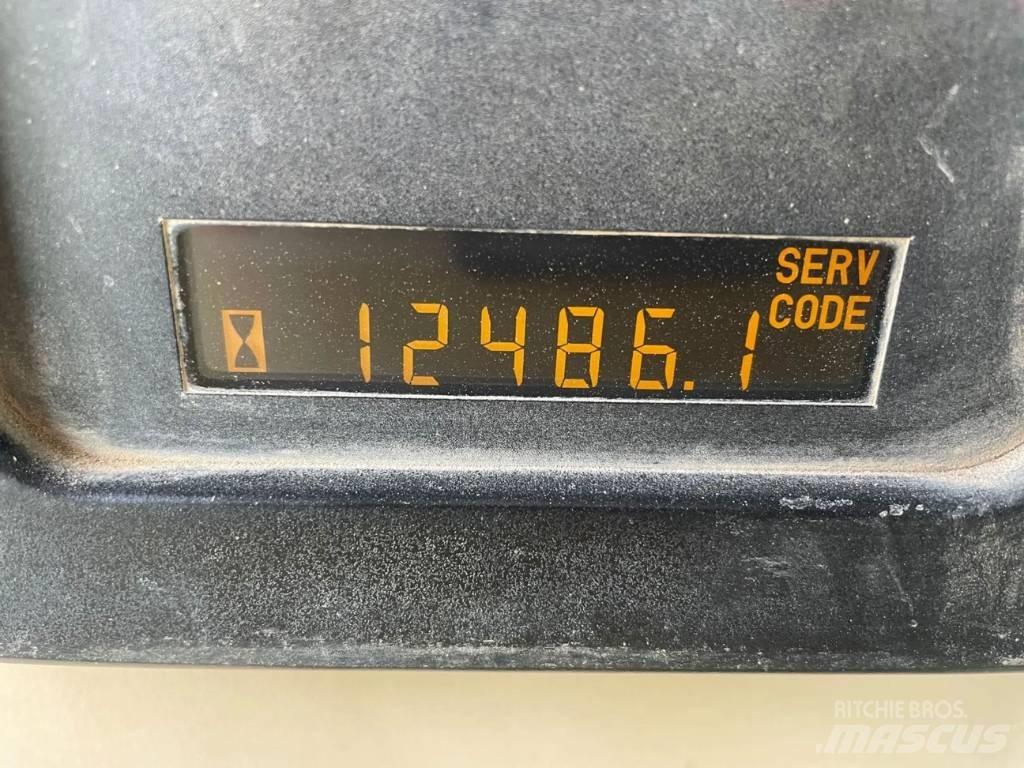 SERV
12486.1 CODE
RITCHIE BROS.
MASCUS